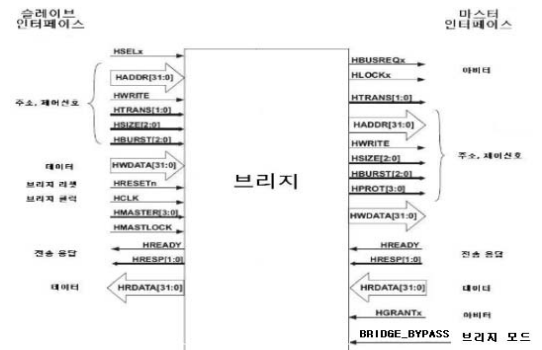 슬레이브
인터페이스
마스터
인터페이스
HSELx
HADDR[31:0]
HWRITE
HTRANS[1:0]
HSIZE[2:0]
HBURST[2:0]
주소, 제어신호
데이터
HWDATA[31:0]
브리지 리셋
HRESETn
브리지 클럭
HCLK
HMASTER[3:0]
HMASTLOCK
전송 응답
HREADY
HRESP[1:0]
데이터
HRDATA[31:0]
브리지
HBUSREQx
HLOCKx
아비터
HTRANS[1:0]
HADDR[31:0]
HWRITE
HSIZE[2:0]
HBURST[2:0]
HPROT[3:0]
주소, 제어신호
HWDATA[31:0]
HREADY
HRESP[1:0]
전송 응답
HRDATA[31:0]
데이터
HGRANTx
아비터
BRIDGE_BYPASS
브리지 모드